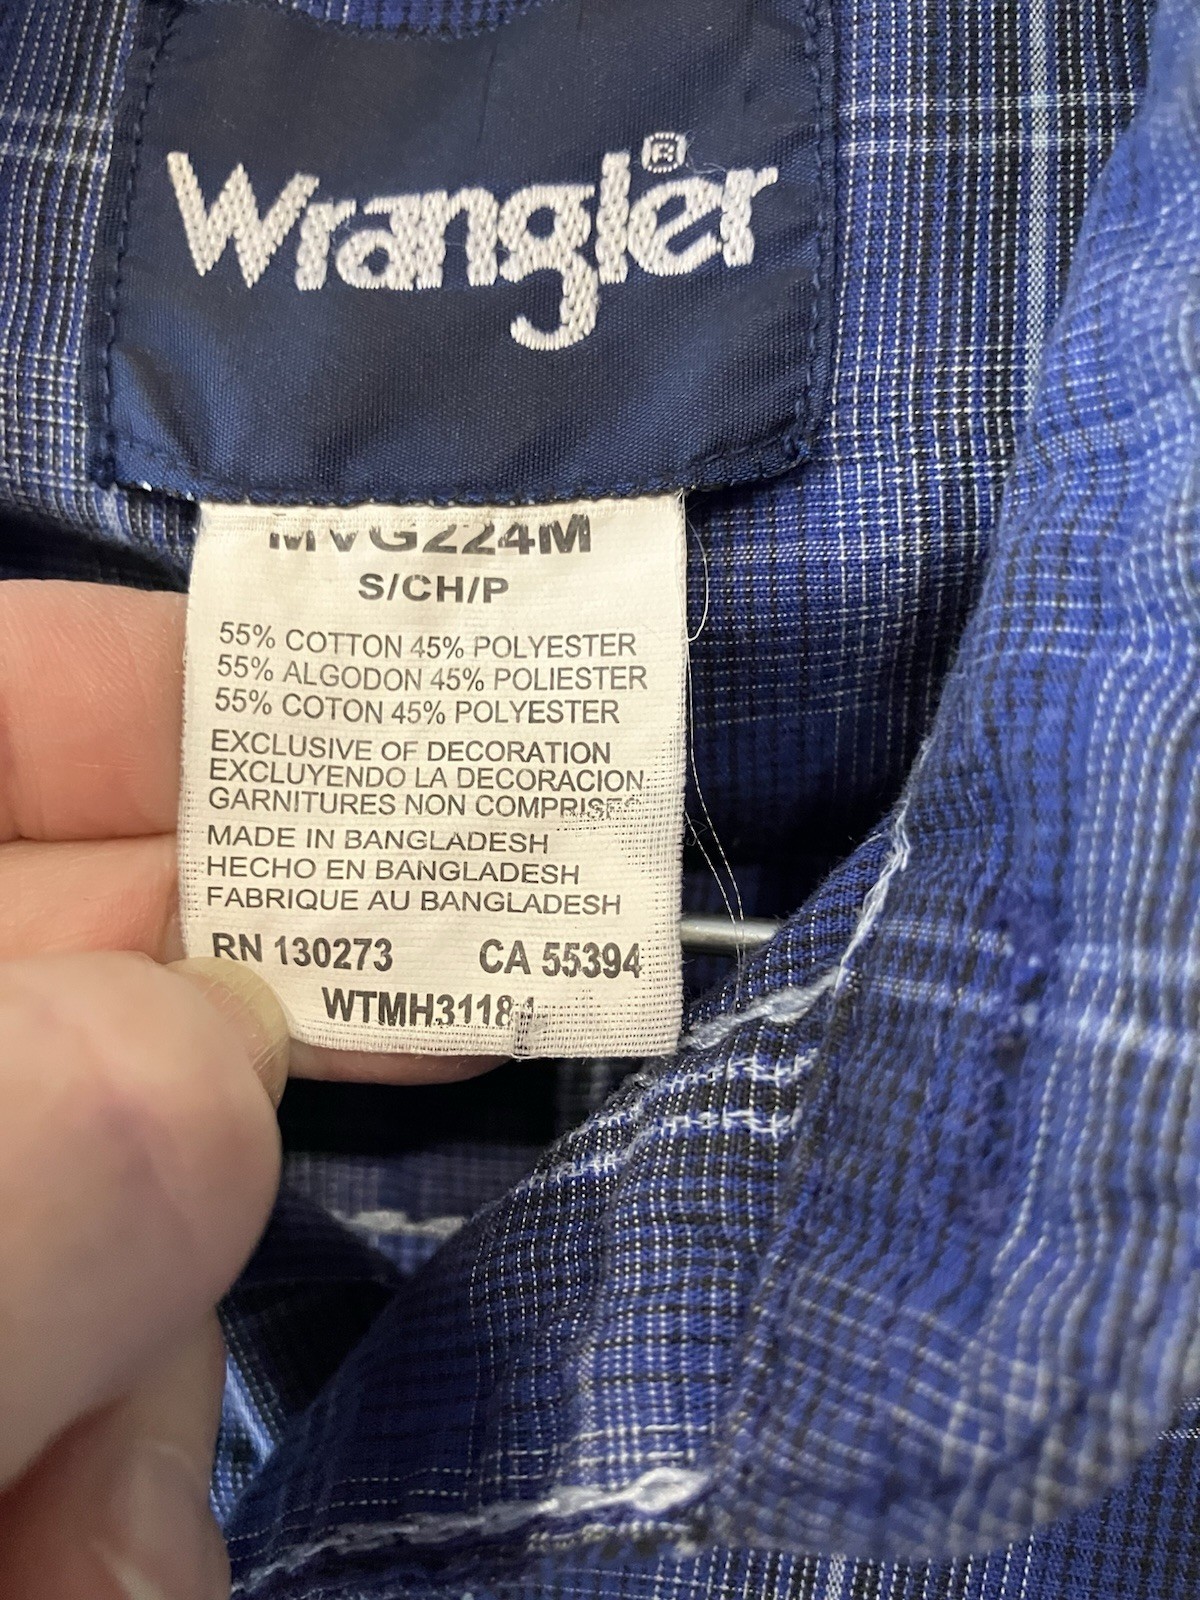 Wrangler®
MVG224M
S/CH/P
55% COTTON 45% POLYESTER
55% ALGODON 45% POLIESTER
55% COTON 45% POLYESTER
EXCLUSIVE OF DECORATION
EXCLUYENDO LA DECORACION
GARNITURES NON COMPRISES
MADE IN BANGLADESH
HECHO EN BANGLADESH
FABRIQUE AU BANGLADESH
RN 130273 CA 55394